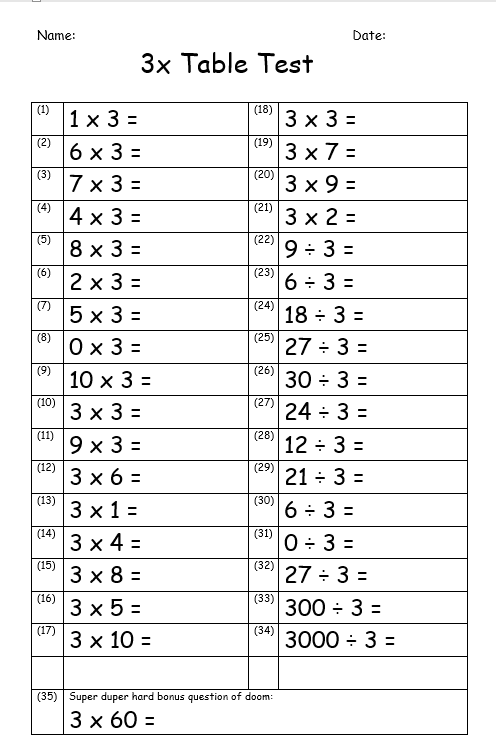 Name: Date:
3x Table Test
(1) 1 x 3 =
(2) 6 x 3 =
(3) 7 x 3 =
(4) 4 x 3 =
(5) 8 x 3 =
(6) 2 x 3 =
(7) 5 x 3 =
(8) 0 x 3 =
(9) 10 x 3 =
(10) 3 x 3 =
(11) 9 x 3 =
(12) 3 x 6 =
(13) 3 x 1 =
(14) 3 x 4 =
(15) 3 x 8 =
(16) 3 x 5 =
(17) 3 x 10 =
(18) 3 x 3 =
(19) 3 x 7 =
(20) 3 x 9 =
(21) 3 x 2 =
(22) 9 ÷ 3 =
(23) 6 ÷ 3 =
(24) 18 ÷ 3 =
(25) 27 ÷ 3 =
(26) 30 ÷ 3 =
(27) 24 ÷ 3 =
(28) 12 ÷ 3 =
(29) 21 ÷ 3 =
(30) 6 ÷ 3 =
(31) 0 ÷ 3 =
(32) 27 ÷ 3 =
(33) 300 ÷ 3 =
(34) 3000 ÷ 3 =
(35) Super duper hard bonus question of doom:
3 x 60 =